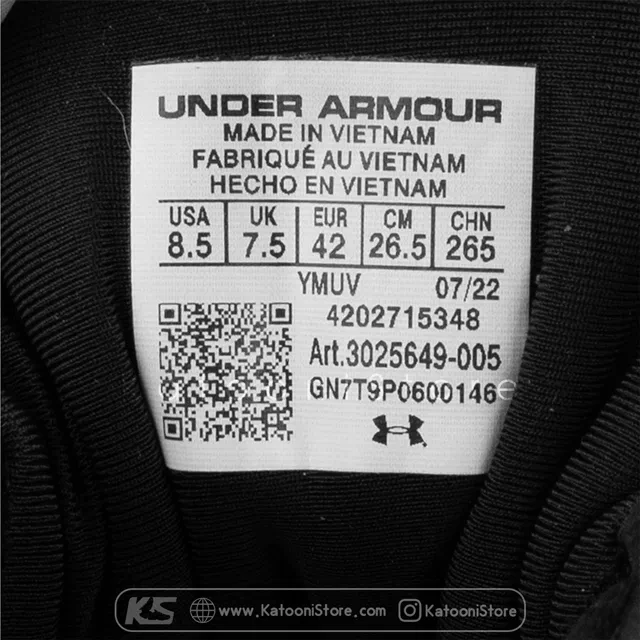 UNDER ARMOUR
MADE IN VIETNAM
FABRIQUÉ AU VIETNAM
HECHO EN VIETNAM
USA UK EUR CM CHN
8.5 7.5 42 26.5 265
YMUV 07/22
4202715348
Art.3025649-005
GN7T9P0600146
KS www.KatooniStore.com KatooniStore